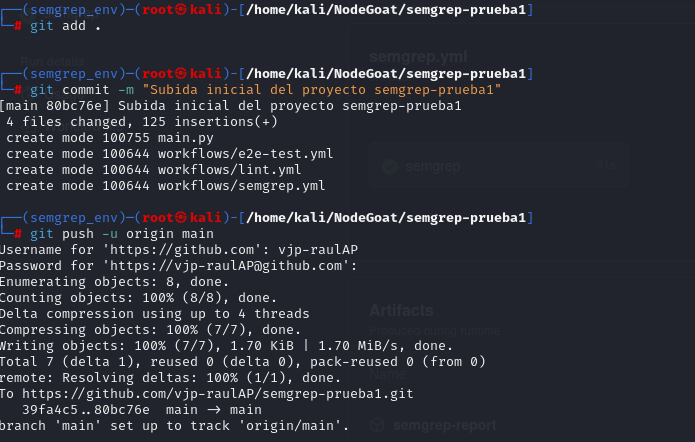 ┌──(semgrep_env)─(root㉿kali)-[/home/kali/NodeGoat/semgrep-prueba1]
└─# git add .
Run details
semgrep.yml
┌──(semgrep_env)─(root㉿kali)-[/home/kali/NodeGoat/semgrep-prueba1]
└─# git commit -m "Subida inicial del proyecto semgrep-prueba1"
[main 80bc76e] Subida inicial del proyecto semgrep-prueba1
 4 files changed, 125 insertions(+)
 create mode 100755 main.py
 create mode 100644 workflows/e2e-test.yml
 create mode 100644 workflows/lint.yml
 create mode 100644 workflows/semgrep.yml
semgrep
┌──(semgrep_env)─(root㉿kali)-[/home/kali/NodeGoat/semgrep-prueba1]
└─# git push -u origin main
Username for 'https://github.com': vjp-raulAP
Password for 'https://vjp-raulAP@github.com':
Enumerating objects: 8, done.
Counting objects: 100% (8/8), done.
Delta compression using up to 4 threads
Compressing objects: 100% (7/7), done.
Writing objects: 100% (7/7), 1.70 KiB | 1.70 MiB/s, done.
Total 7 (delta 1), reused 0 (delta 0), pack-reused 0 (from 0)
remote: Resolving deltas: 100% (1/1), done.
To https://github.com/vjp-raulAP/semgrep-prueba1.git
   39fa4c5..80bc76e  main -> main
branch 'main' set up to track 'origin/main'.
Artifacts
Produced during runtime
semgrep-report